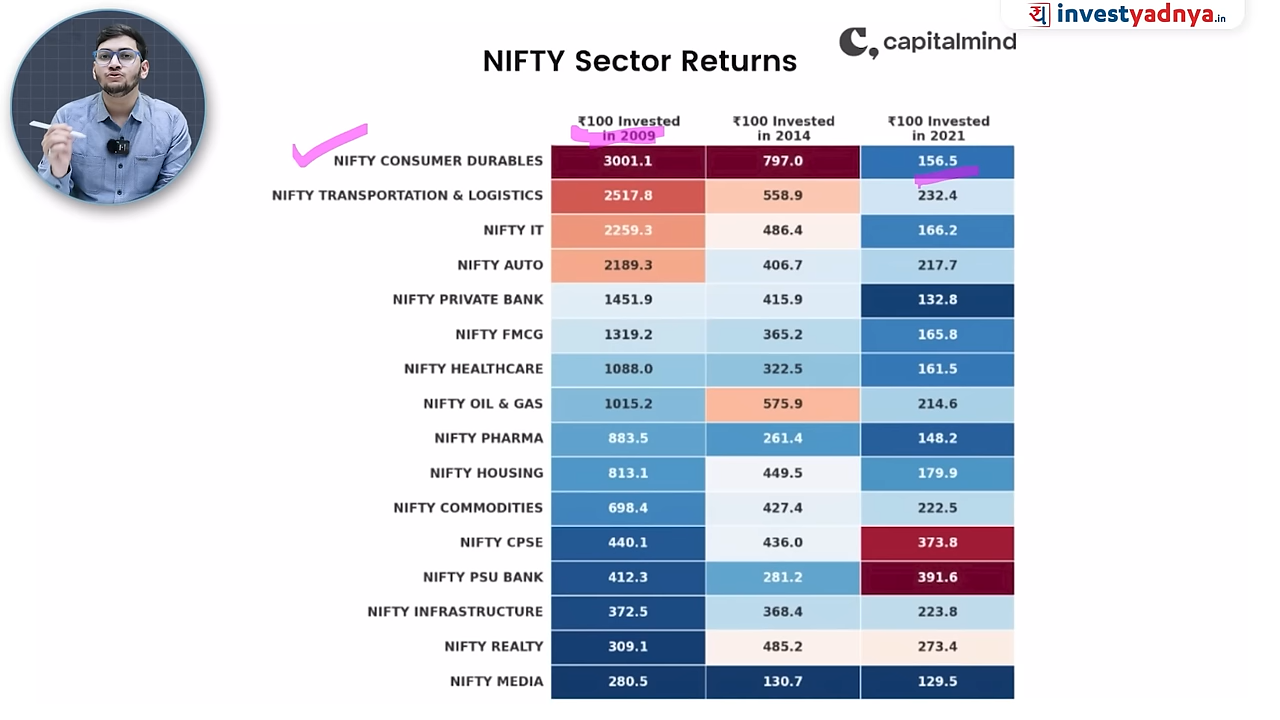 investyadnya.in
capitalmind
NIFTY Sector Returns
₹100 Invested in 2009 ₹100 Invested in 2014 ₹100 Invested in 2021
NIFTY CONSUMER DURABLES 3001.1 797.0 156.5
NIFTY TRANSPORTATION & LOGISTICS 2517.8 558.9 232.4
NIFTY IT 2259.3 486.4 166.2
NIFTY AUTO 2189.3 406.7 217.7
NIFTY PRIVATE BANK 1451.9 415.9 132.8
NIFTY FMCG 1319.2 365.2 165.8
NIFTY HEALTHCARE 1088.0 322.5 161.5
NIFTY OIL & GAS 1015.2 575.9 214.6
NIFTY PHARMA 883.5 261.4 148.2
NIFTY HOUSING 813.1 449.5 179.9
NIFTY COMMODITIES 698.4 427.4 222.5
NIFTY CPSE 440.1 436.0 373.8
NIFTY PSU BANK 412.3 281.2 391.6
NIFTY INFRASTRUCTURE 372.5 368.4 223.8
NIFTY REALTY 309.1 485.2 273.4
NIFTY MEDIA 280.5 130.7 129.5